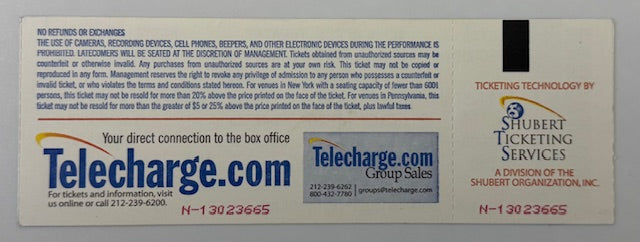 NO REFUNDS OR EXCHANGES
THE USE OF CAMERAS, RECORDING DEVICES, CELL PHONES, BEEPERS, AND OTHER ELECTRONIC DEVICES DURING THE PERFORMANCE IS
PROHIBITED. LATECOMERS WILL BE SEATED AT THE DISCRETION OF MANAGEMENT. Tickets obtained from unauthorized sources may be
counterfeit or otherwise invalid. Any purchases from unauthorized sources are at your own risk. This ticket may not be copied or
reproduced in any form. Management reserves the right to revoke any privilege of admission to any person who possesses a counterfeit or
invalid ticket, or who violates the terms and conditions stated hereon. For venues in New York with a seating capacity of fewer than 6001
persons, this ticket may not be resold for more than 20% above the price printed on the face of the ticket. For venues in Pennsylvania, this
ticket may not be resold for more than the greater of $5 or 25% above the price printed on the face of the ticket, plus lawful taxes.
Your direct connection to the box office
Telecharge.com
For tickets and information, visit
us online or call 212-239-6200.
N-13023665
Telecharge.com
Group Sales
212-239-6262
800-432-7780
groups@telecharge.com
TICKETING TECHNOLOGY BY
SHUBERT
TICKETING
SERVICES
A DIVISION OF THE
SHUBERT ORGANIZATION, INC.
N-13023665